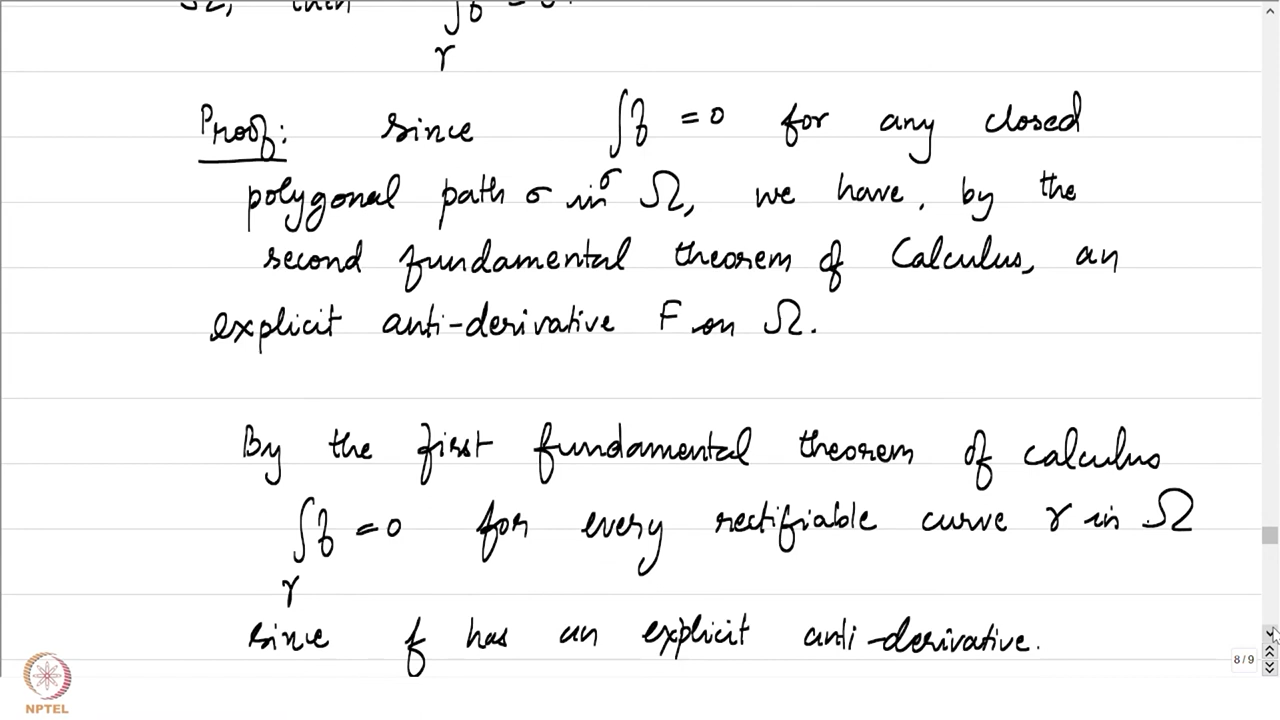 Ω, then ∫f = 0.
γ
Proof: since ∫f = 0 for any closed
σ
polygonal path σ in Ω, we have, by the
second fundamental theorem of Calculus, an
explicit anti-derivative F on Ω.
By the first fundamental theorem of calculus
∫f = 0 for every rectifiable curve γ in Ω
γ
since f has an explicit anti-derivative.
8/9
NPTEL